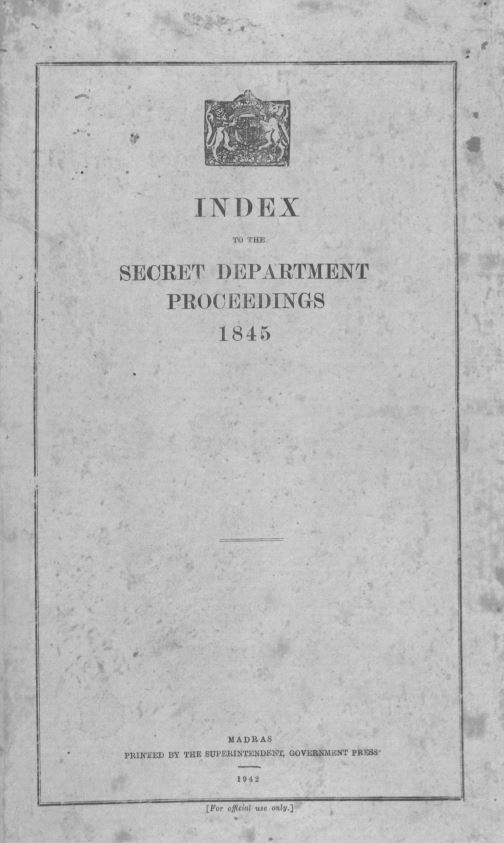 INDEX
TO THE
SECRET DEPARTMENT
PROCEEDINGS
1845
MADRAS
PRINTED BY THE SUPERINTENDENT, GOVERNMENT PRESS
1942
[For official use only.]